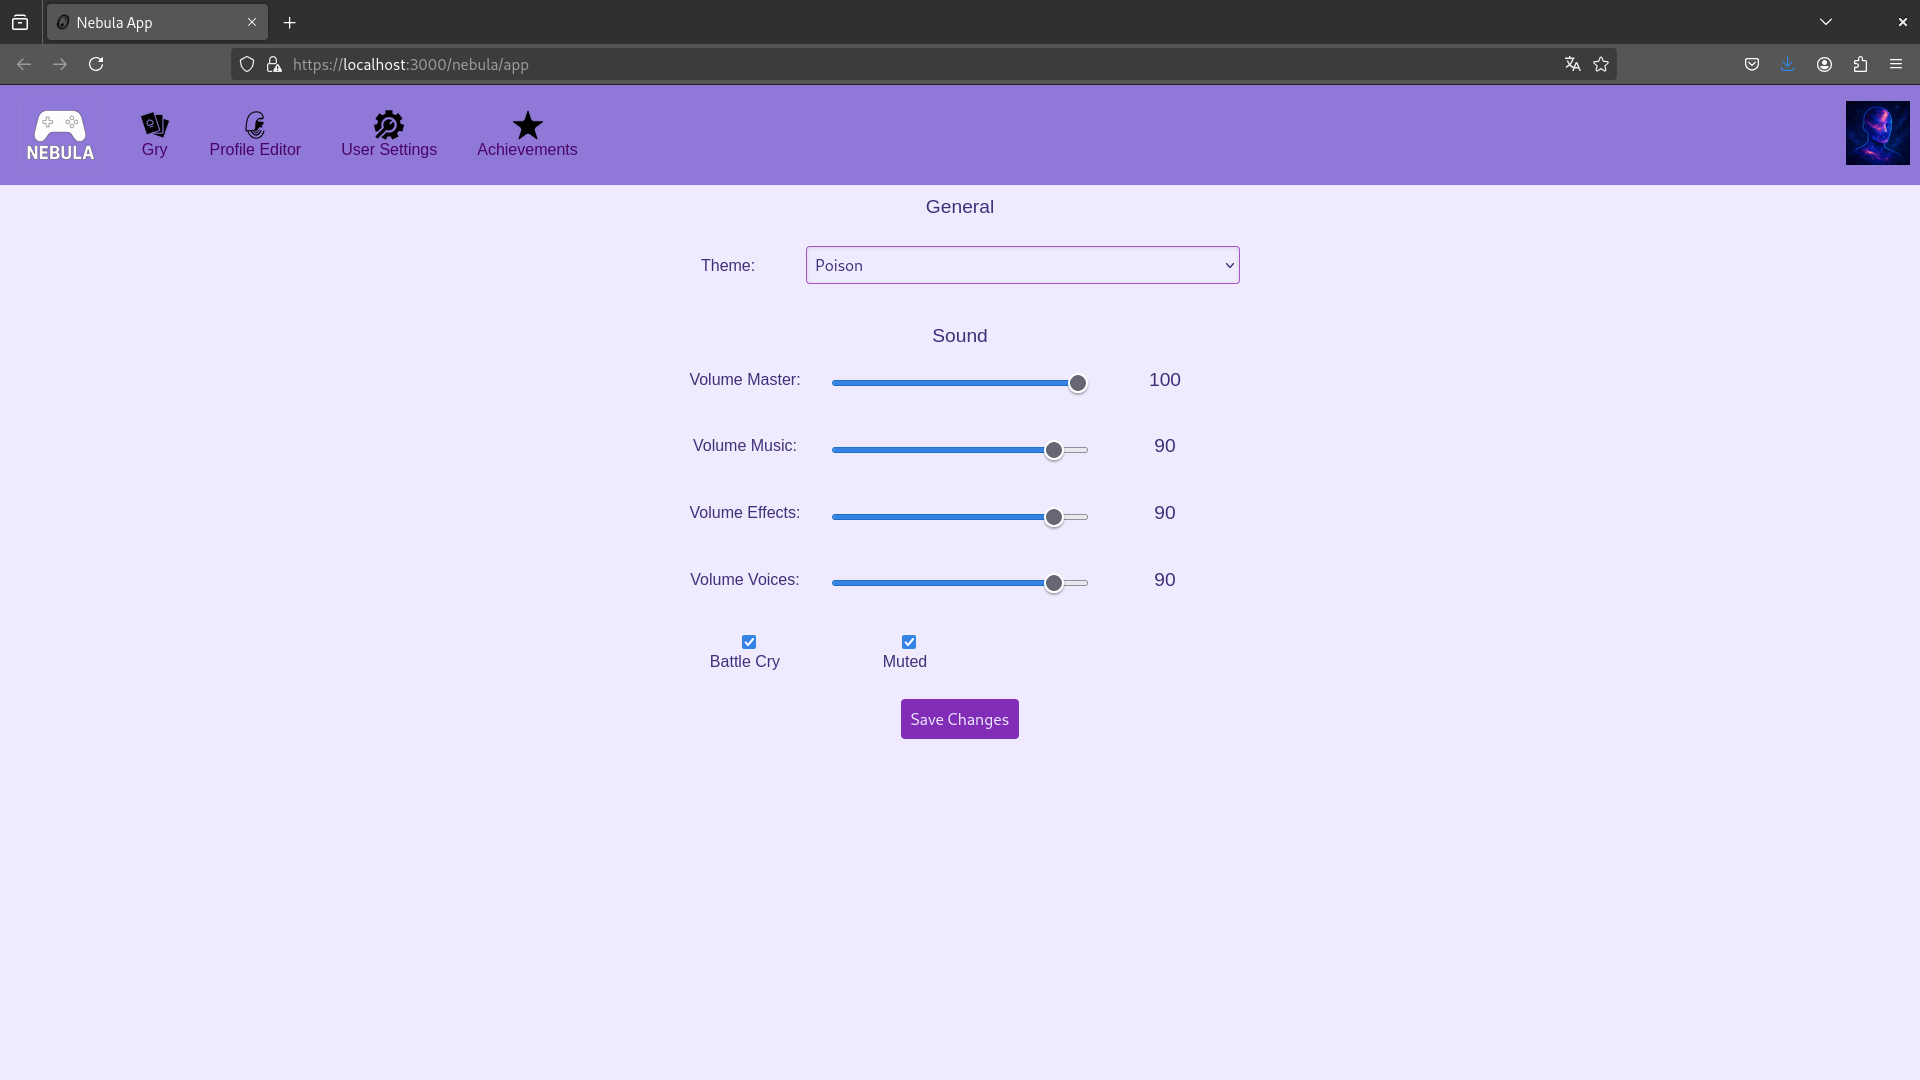 Nebula App
https://localhost:3000/nebula/app
NEBULA
Gry
Profile Editor
User Settings
Achievements
General
Theme:
Poison
Sound
Volume Master:
100
Volume Music:
90
Volume Effects:
90
Volume Voices:
90
Battle Cry
Muted
Save Changes